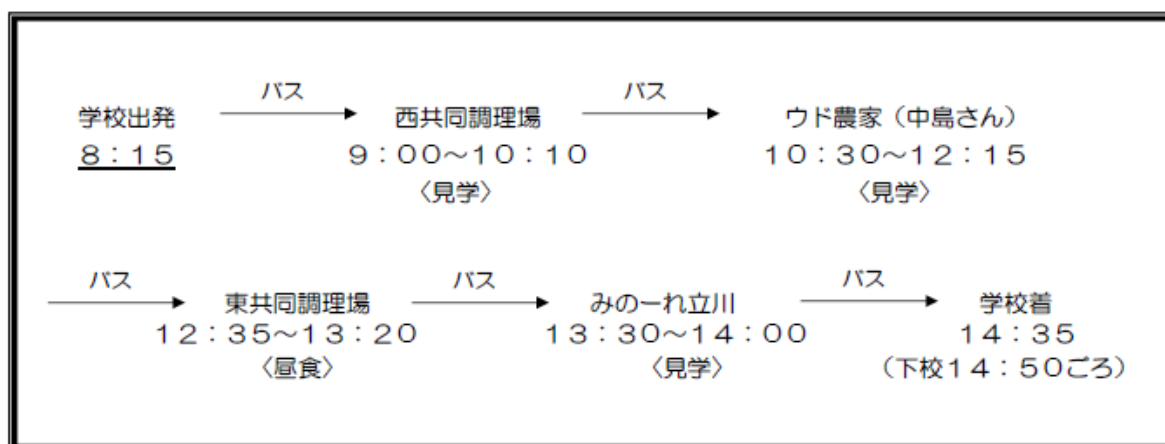 バス バス
学校出発 西共同調理場 ウド農家（中島さん）
８：１５ ９：００～１０：１０ １０：３０～１２：１５
〈見学〉 〈見学〉
バス バス バス
東共同調理場 みのーれ立川 学校着
１２：３５～１３：２０ １３：３０～１４：００ １４：３５
〈昼食〉 〈見学〉 （下校１４：５０ごろ）